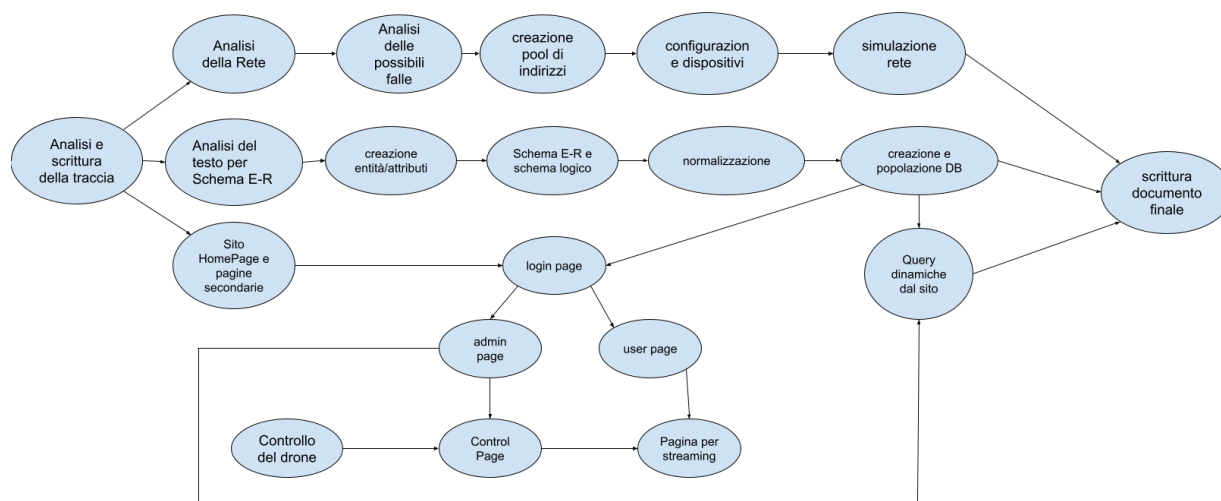 Analisi
della Rete
Analisi
delle
possibili
falle
creazione
pool di
indirizzi
configurazion
e dispositivi
simulazione
rete
Analisi e
scrittura
della traccia
Analisi del
testo per
Schema E-R
creazione
entità/attributi
Schema E-R e
schema logico
normalizzazione
creazione e
popolazione DB
scrittura
documento
finale
Sito
HomePage e
pagine
secondarie
login page
Query
dinamiche
dal sito
admin
page
user page
Controllo
del drone
Control
Page
Pagina per
streaming